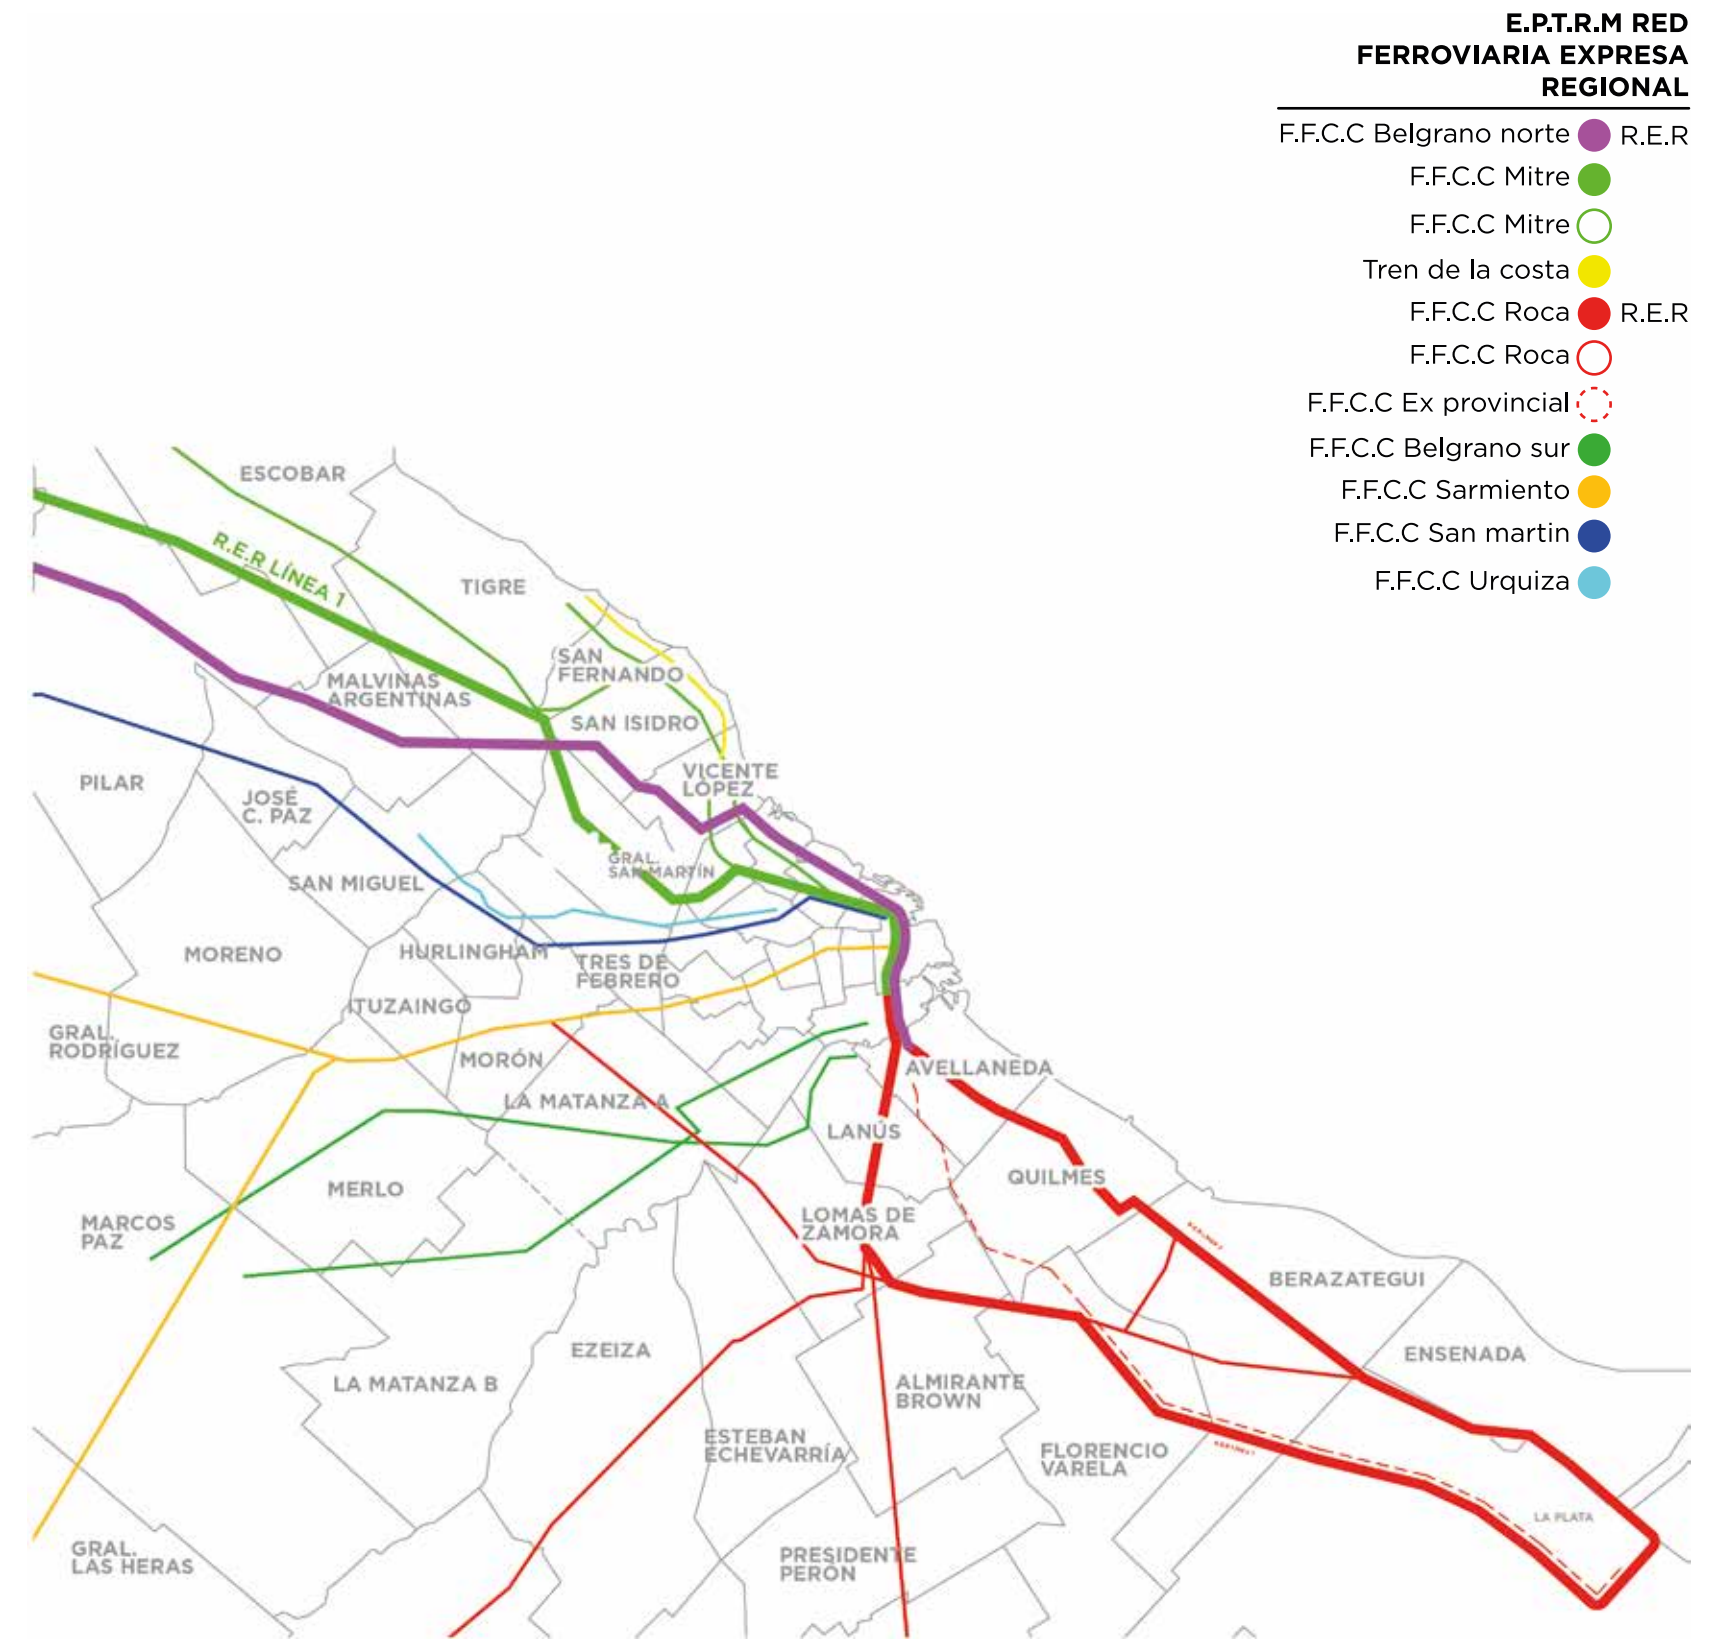 E.P.T.R.M RED
FERROVIARIA EXPRESA
REGIONAL
F.F.C.C Belgrano norte R.E.R
F.F.C.C Mitre
F.F.C.C Mitre
Tren de la costa
F.F.C.C Roca R.E.R
F.F.C.C Roca
F.F.C.C Ex provincial
F.F.C.C Belgrano sur
F.F.C.C Sarmiento
F.F.C.C San martin
F.F.C.C Urquiza
ESCOBAR
R.E.R LÍNEA 1
TIGRE
SAN
FERNANDO
MALVINAS
ARGENTINAS
SAN ISIDRO
VICENTE
LÓPEZ
PILAR
JOSÉ
C. PAZ
GRAL.
SAN MARTÍN
SAN MIGUEL
MORENO
HURLINGHAM
TRES DE
FEBRERO
ITUZAINGO
GRAL.
RODRÍGUEZ
MORÓN
AVELLANEDA
LA MATANZA A
LANÚS
QUILMES
MERLO
MARCOS
PAZ
LOMAS DE
ZAMORA
BERAZATEGUI
EZEIZA
ENSENADA
LA MATANZA B
ALMIRANTE
BROWN
ESTEBAN
ECHEVARRÍA
FLORENCIO
VARELA
LA PLATA
GRAL.
LAS HERAS
PRESIDENTE
PERÓN